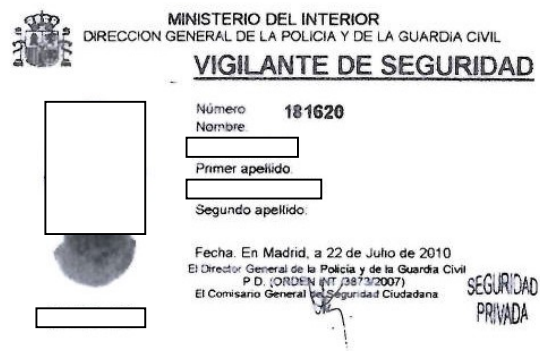 MINISTERIO DEL INTERIOR
DIRECCION GENERAL DE LA POLICIA Y DE LA GUARDIA CIVIL
VIGILANTE DE SEGURIDAD
Número 181620
Nombre
Primer apellido.
Segundo apellido:
Fecha. En Madrid, a 22 de Julio de 2010
El Director General de la Policía y de la Guardia Civil
P D. (ORDEN INT /3873/2007)
El Comisario General de Seguridad Ciudadana
SEGURIDAD
PRIVADA